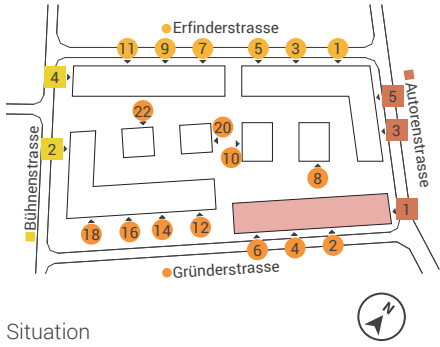 Erfinderstrasse
11 9 7 5 3 1
4
5
Autorenstrasse
22
20
3
2
10
8
Bühnenstrasse
1
18 16 14 12 6 4 2
Gründerstrasse
Situation
N